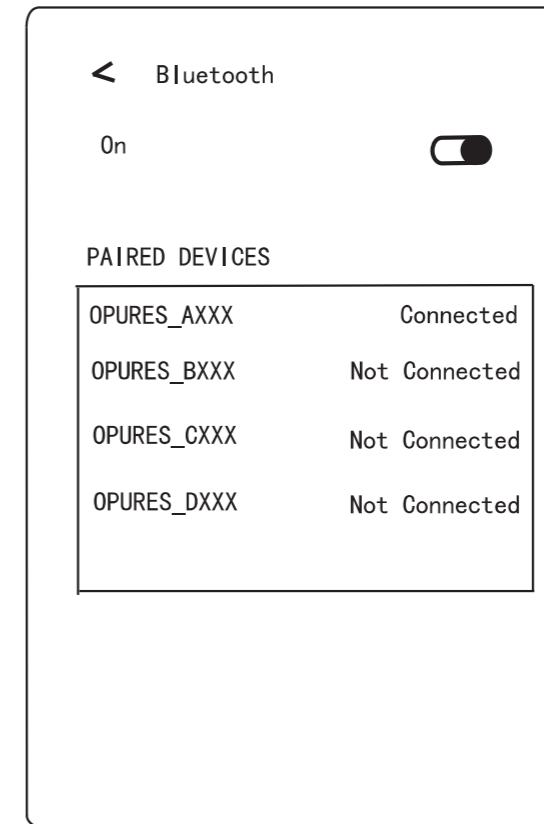 < Bluetooth
On
PAIRED DEVICES
OPURES_AXXX Connected
OPURES_BXXX Not Connected
OPURES_CXXX Not Connected
OPURES_DXXX Not Connected